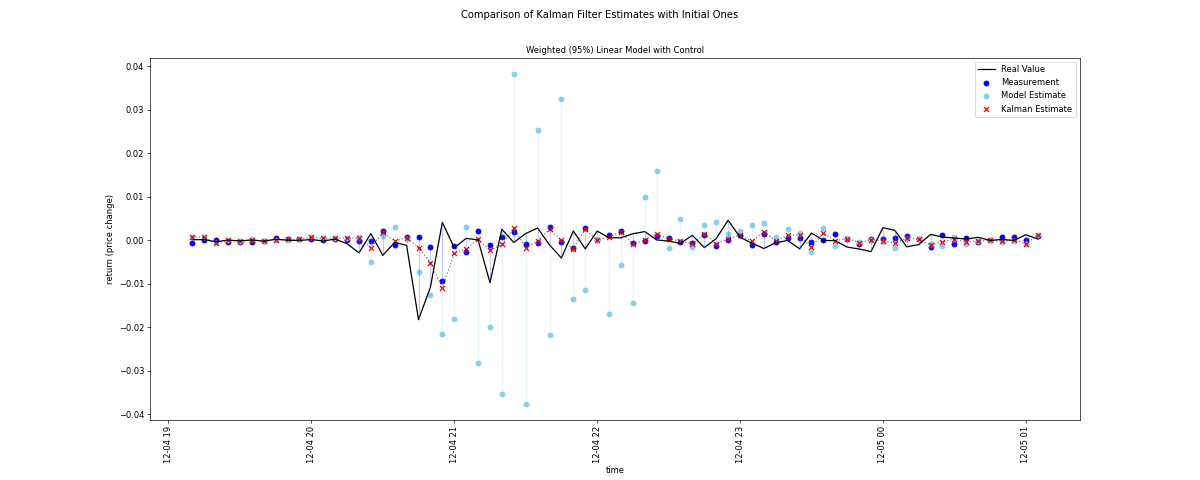 Comparison of Kalman Filter Estimates with Initial Ones
Weighted (95%) Linear Model with Control
Real Value
Measurement
Model Estimate
Kalman Estimate
0.04
0.03
0.02
0.01
0.00
−0.01
−0.02
−0.03
−0.04
return (price change)
12-04 19
12-04 20
12-04 21
12-04 22
12-04 23
12-05 00
12-05 01
time